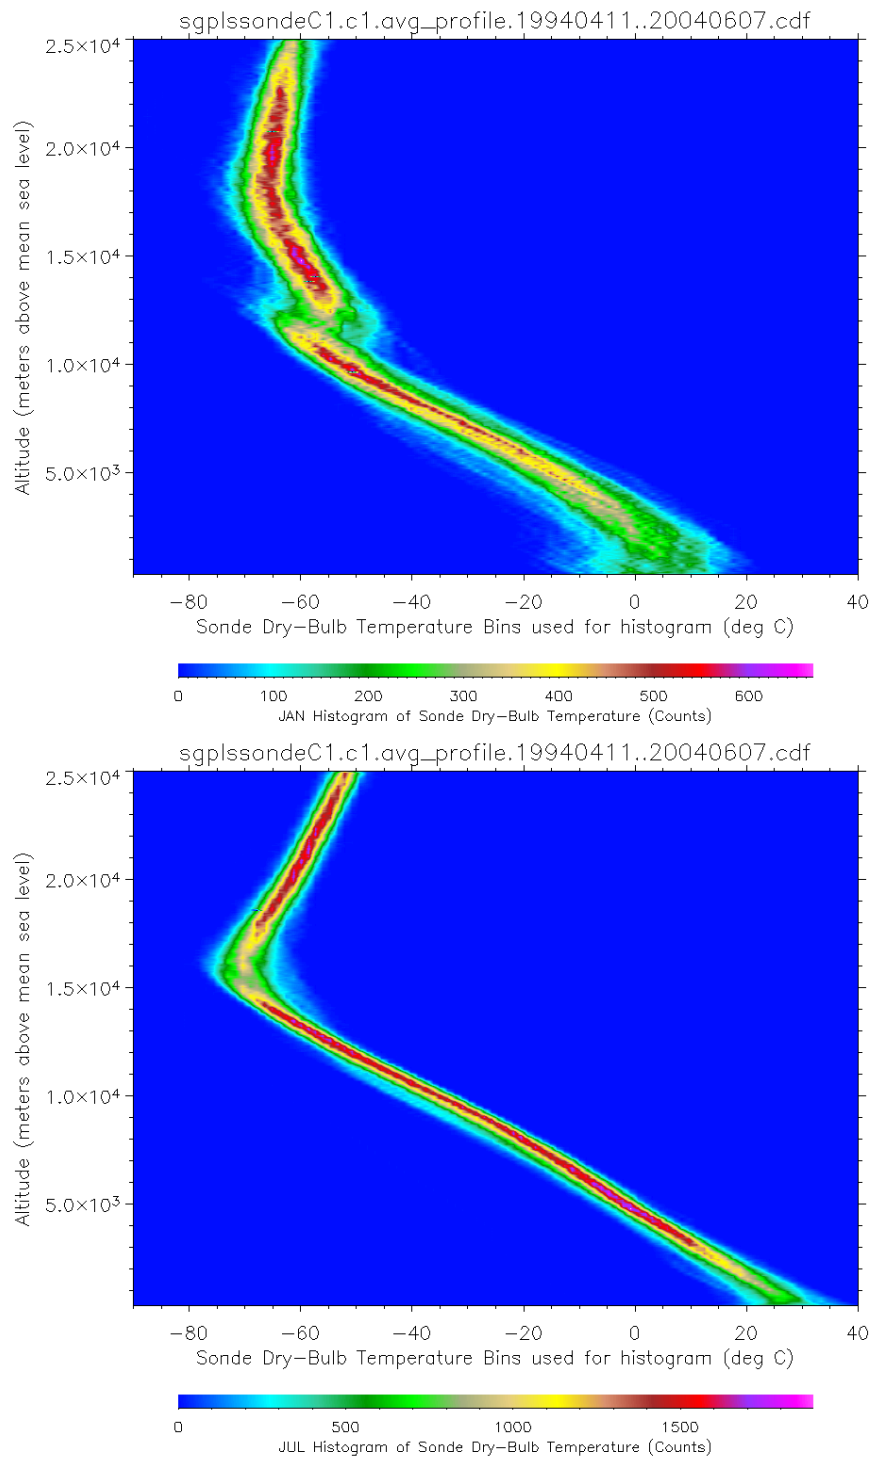 sgplssondeC1.c1.avg_profile.19940411..20040607.cdf
2.5×10⁴
2.0×10⁴
1.5×10⁴
1.0×10⁴
5.0×10³
Altitude (meters above mean sea level)
−80 −60 −40 −20 0 20 40
Sonde Dry−Bulb Temperature Bins used for histogram (deg C)
0 100 200 300 400 500 600
JAN Histogram of Sonde Dry−Bulb Temperature (Counts)
sgplssondeC1.c1.avg_profile.19940411..20040607.cdf
2.5×10⁴
2.0×10⁴
1.5×10⁴
1.0×10⁴
5.0×10³
Altitude (meters above mean sea level)
−80 −60 −40 −20 0 20 40
Sonde Dry−Bulb Temperature Bins used for histogram (deg C)
0 500 1000 1500
JUL Histogram of Sonde Dry−Bulb Temperature (Counts)